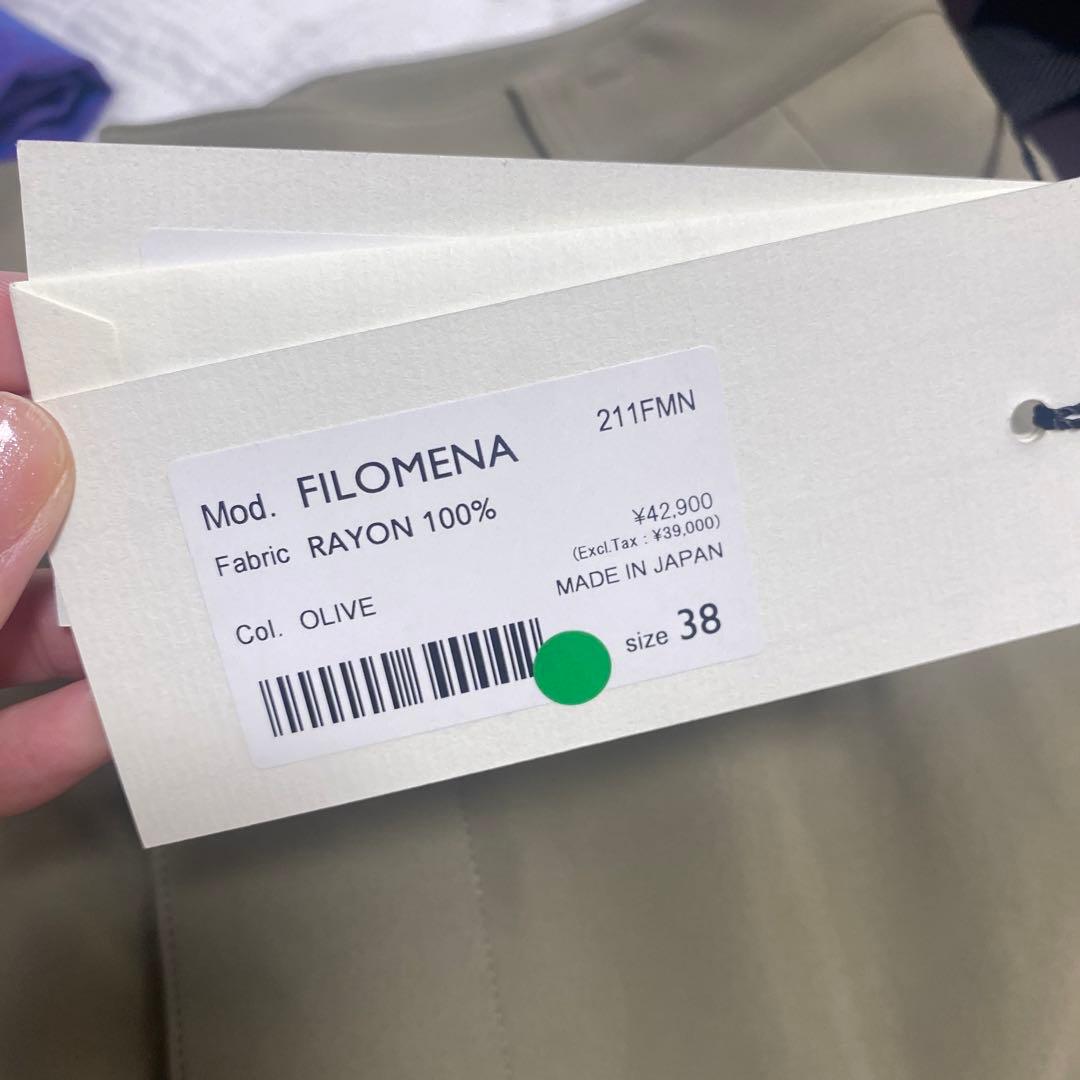 211FMN
Mod. FILOMENA
Fabric RAYON 100%
¥42,900
(Excl.Tax : ¥39,000)
MADE IN JAPAN
Col. OLIVE
size 38